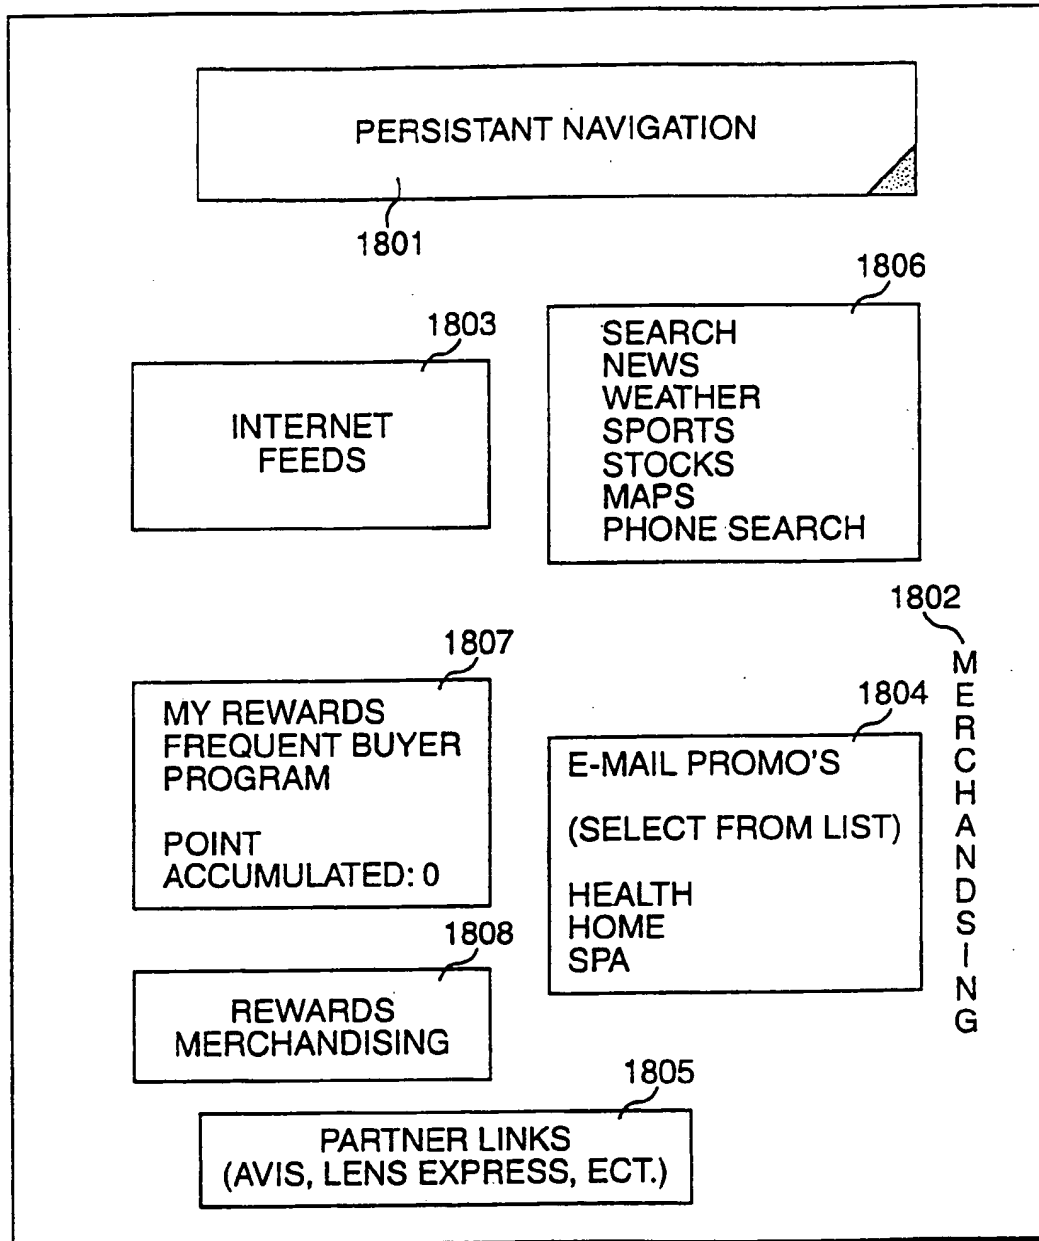 PERSISTANT NAVIGATION
1801
1806
SEARCH
NEWS
WEATHER
SPORTS
STOCKS
MAPS
PHONE SEARCH
1803
INTERNET
FEEDS
1802
MERCHANDSING
1807
MY REWARDS
FREQUENT BUYER
PROGRAM
POINT
ACCUMULATED: 0
1804
E-MAIL PROMO'S
(SELECT FROM LIST)
HEALTH
HOME
SPA
1808
REWARDS
MERCHANDISING
1805
PARTNER LINKS
(AVIS, LENS EXPRESS, ECT.)